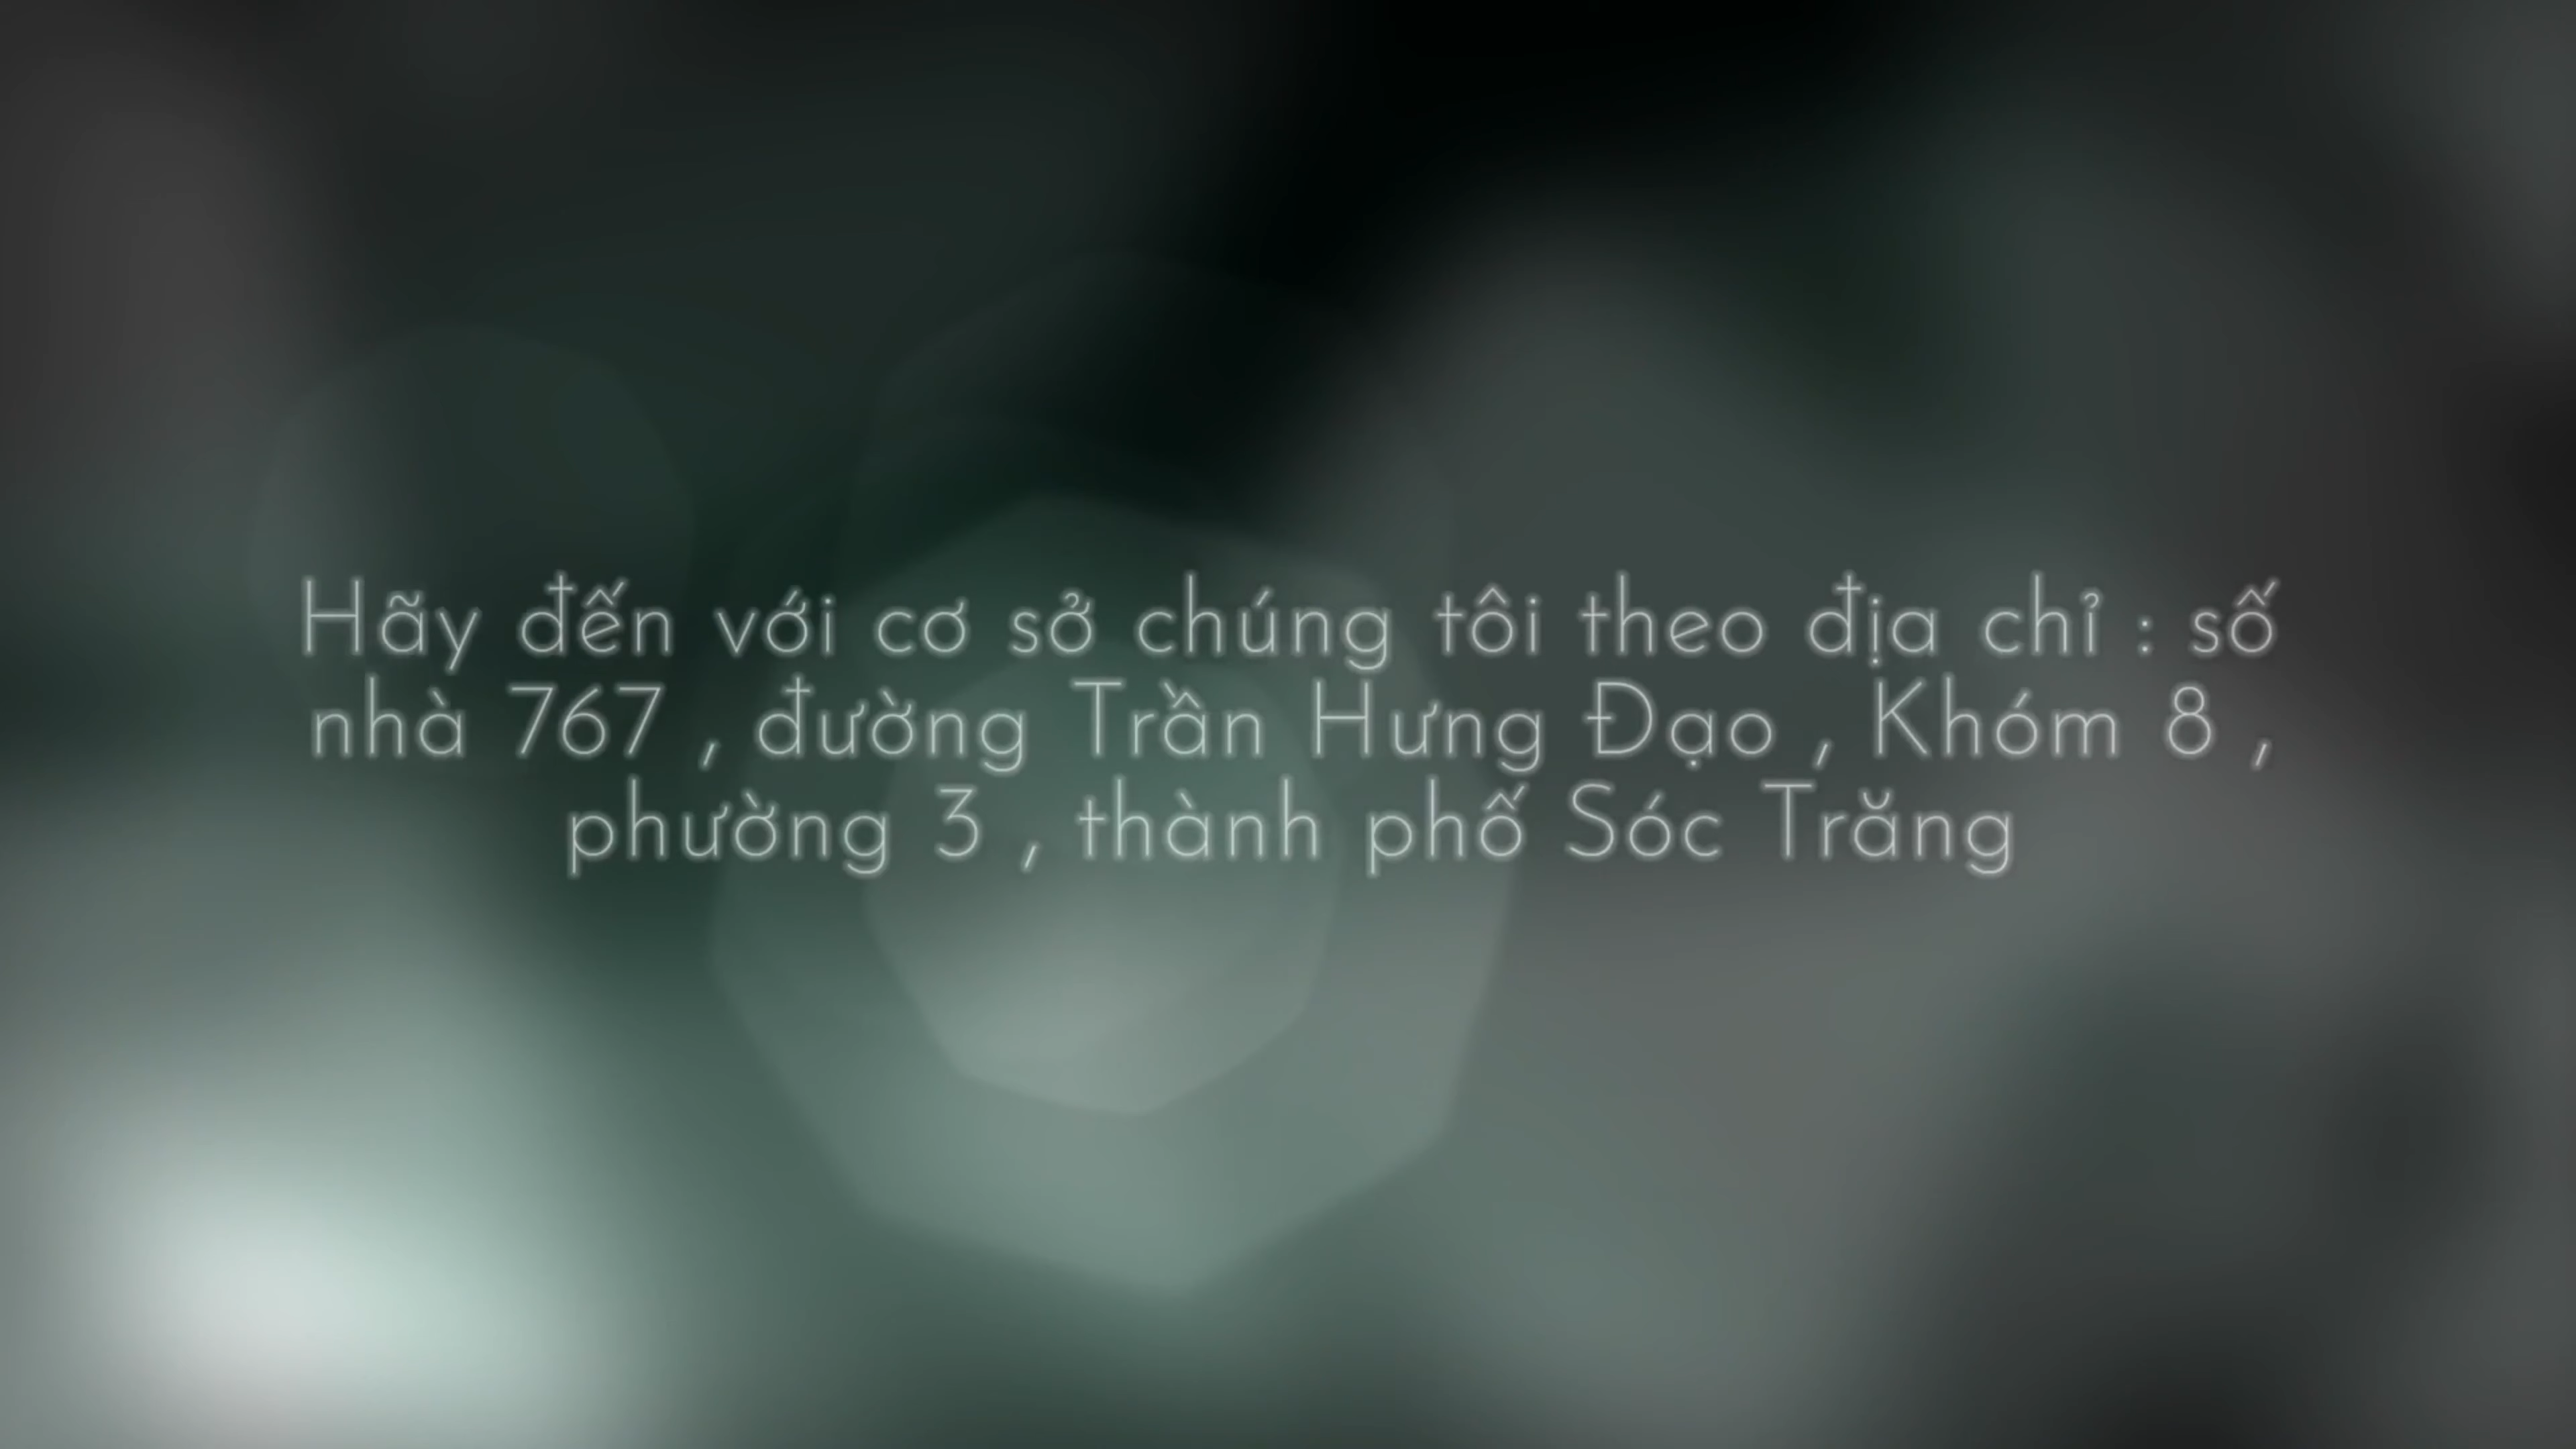 Hãy đến với cơ sở chúng tôi theo địa chỉ : số
nhà 767 , đường Trần Hưng Đạo , Khóm 8 ,
phường 3 , thành phố Sóc Trăng